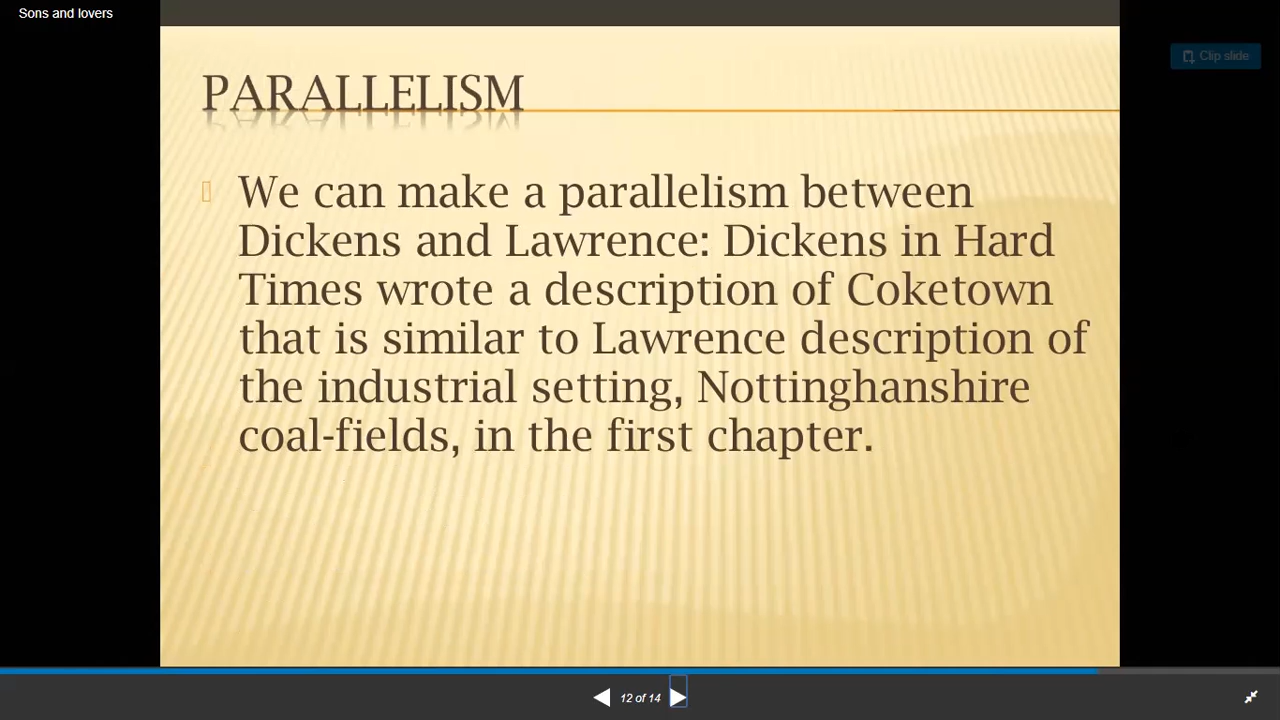 Sons and lovers
Clip slide
PARALLELISM
We can make a parallelism between
Dickens and Lawrence: Dickens in Hard
Times wrote a description of Coketown
that is similar to Lawrence description of
the industrial setting, Nottinghanshire
coal-fields, in the first chapter.
12 of 14